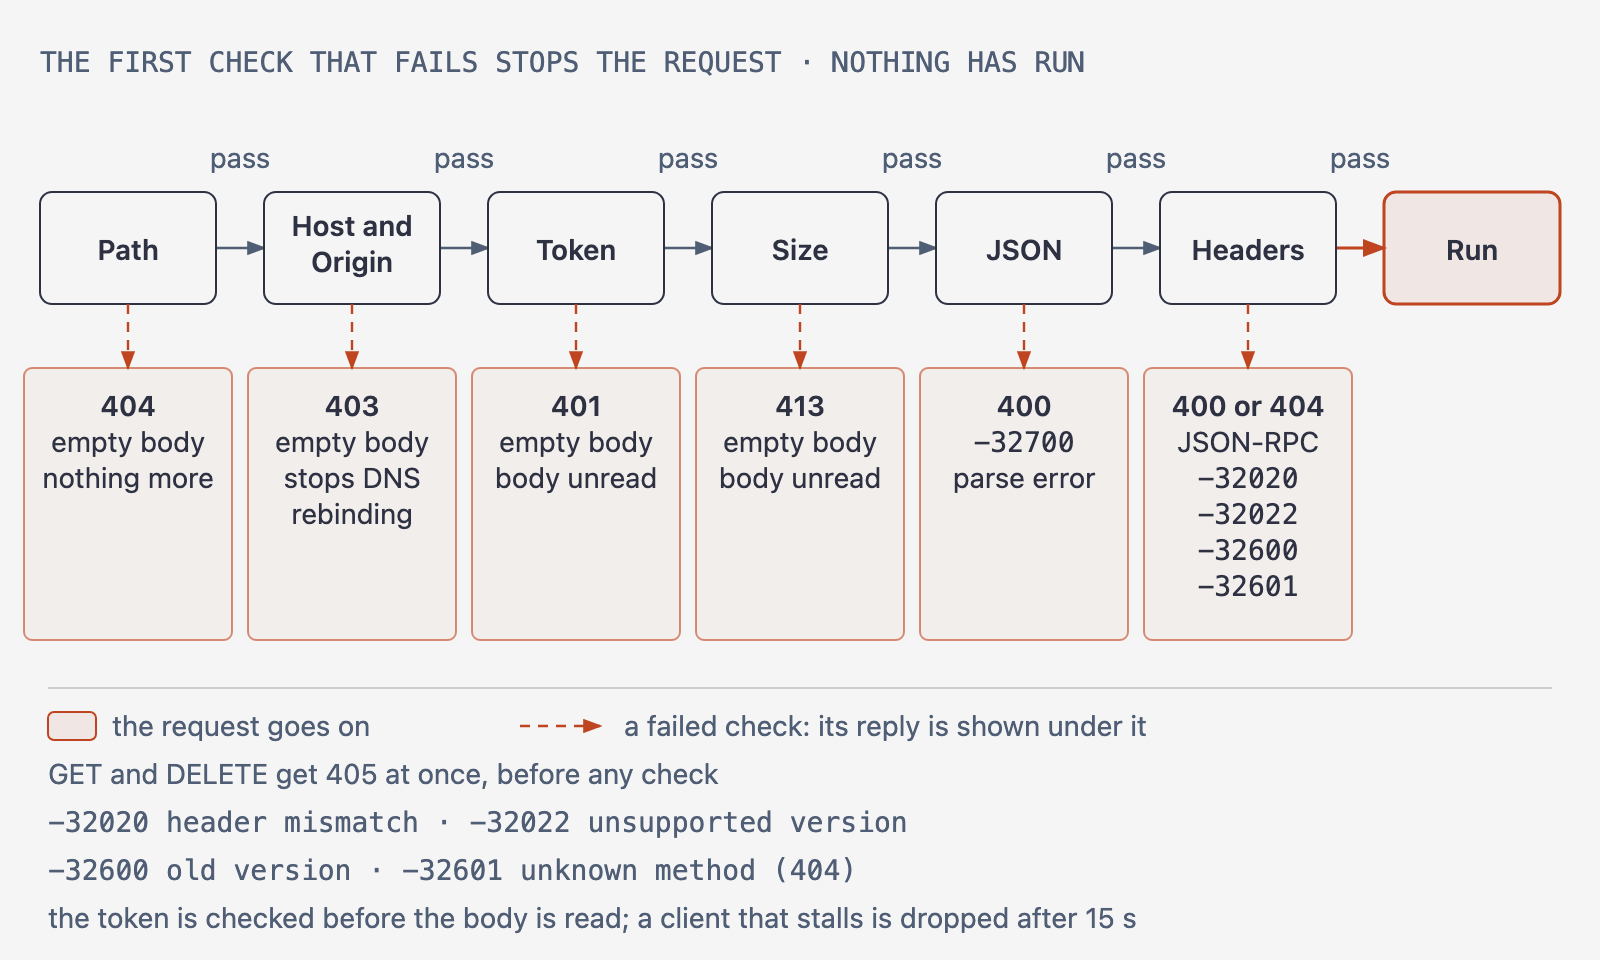 THE FIRST CHECK THAT FAILS STOPS THE REQUEST · NOTHING HAS RUN
pass
pass
pass
pass
pass
pass
Path
Host and
Origin
Token
Size
JSON
Headers
Run
404
empty body
nothing more
403
empty body
stops DNS
rebinding
401
empty body
body unread
413
empty body
body unread
400
−32700
parse error
400 or 404
JSON-RPC
−32020
−32022
−32600
−32601
the request goes on
a failed check: its reply is shown under it
GET and DELETE get 405 at once, before any check
−32020 header mismatch · −32022 unsupported version
−32600 old version · −32601 unknown method (404)
the token is checked before the body is read; a client that stalls is dropped after 15 s